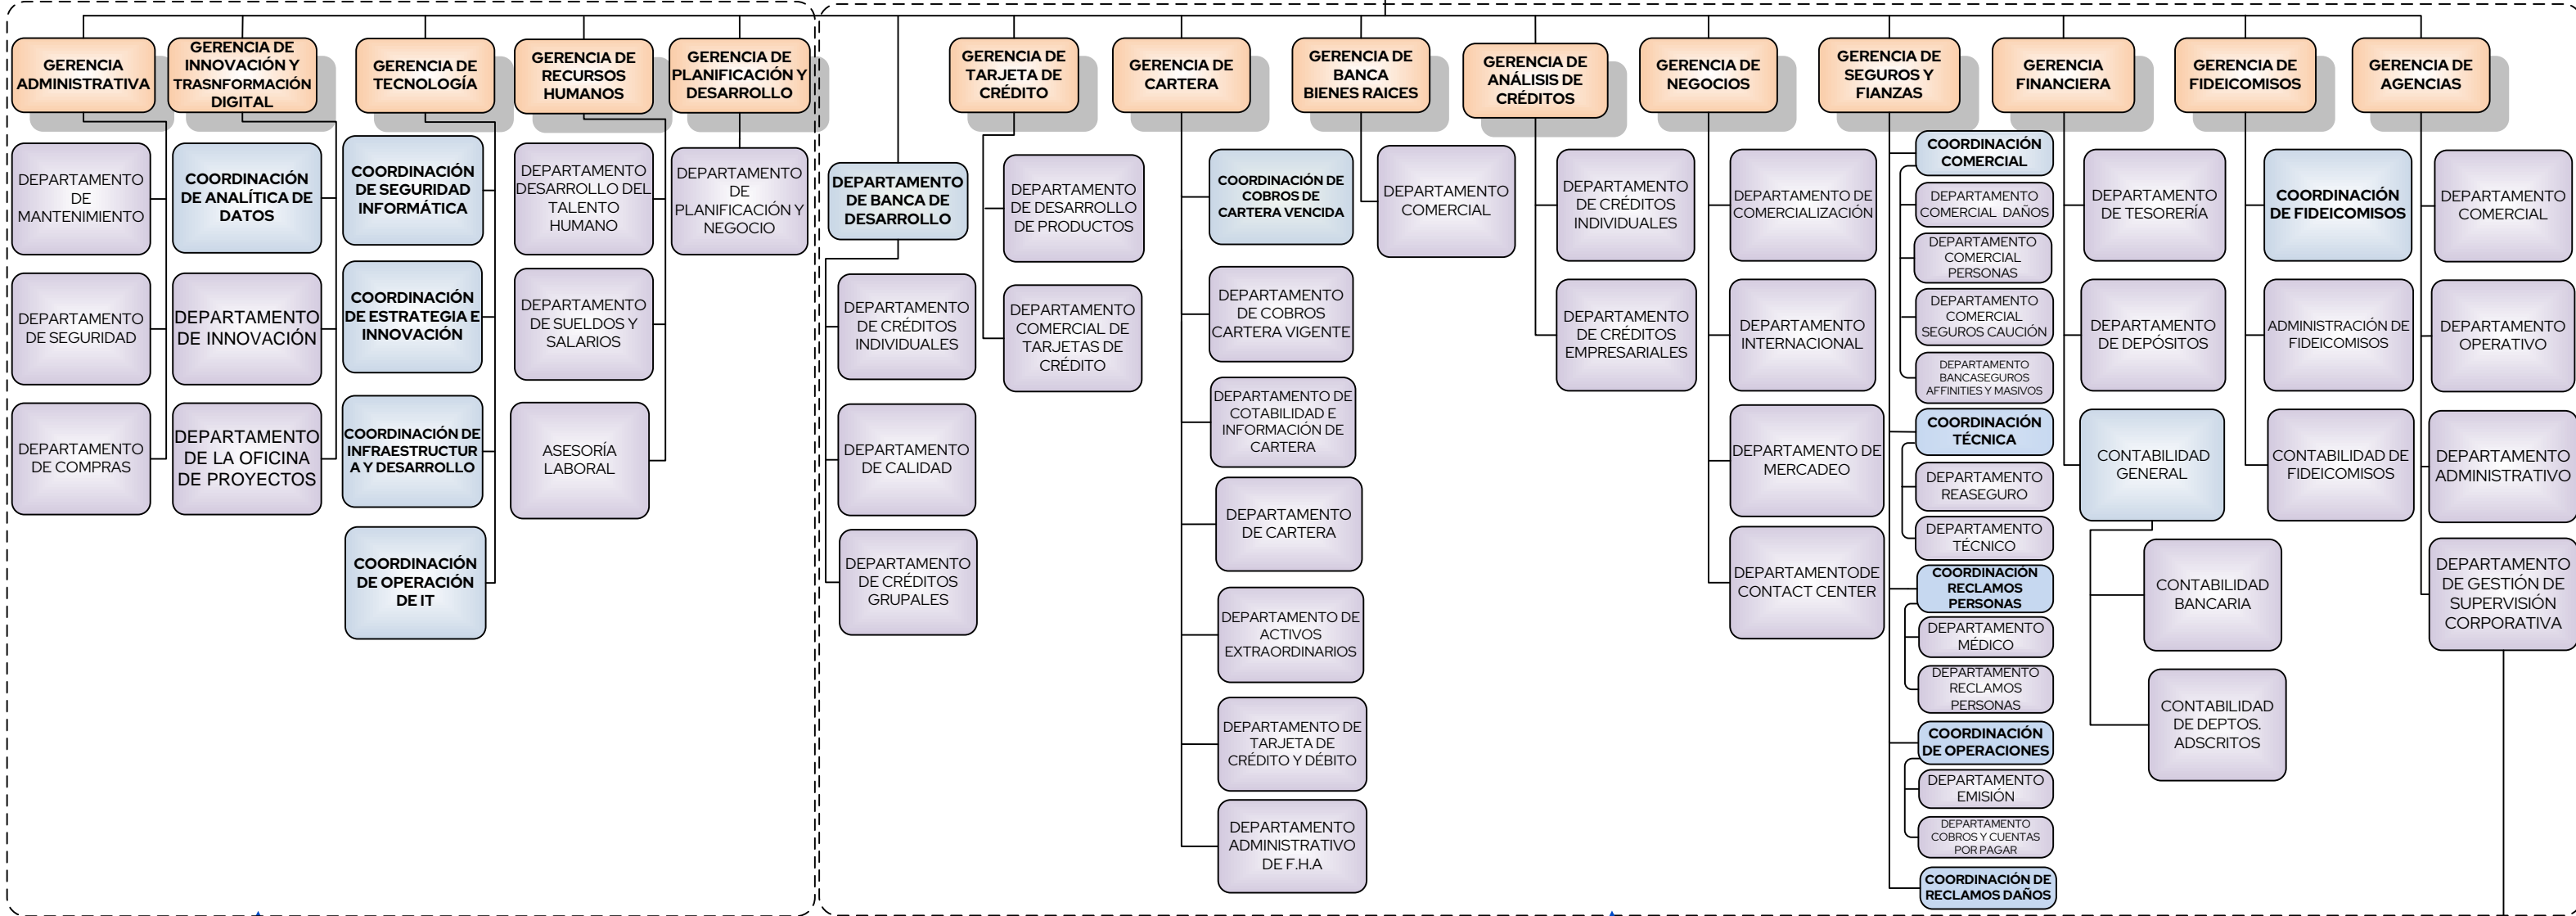 GERENCIA
ADMINISTRATIVA
DEPARTAMENTO
DE
MANTENIMIENTO
DEPARTAMENTO
DE SEGURIDAD
DEPARTAMENTO
DE COMPRAS
GERENCIA DE
INNOVACIÓN Y
TRASNFORMACIÓN
DIGITAL
COORDINACIÓN
DE ANALÍTICA DE
DATOS
DEPARTAMENTO
DE INNOVACIÓN
DEPARTAMENTO
DE LA OFICINA
DE PROYECTOS
GERENCIA DE
TECNOLOGÍA
COORDINACIÓN
DE SEGURIDAD
INFORMÁTICA
COORDINACIÓN
DE ESTRATEGIA E
INNOVACIÓN
COORDINACIÓN DE
INFRAESTRUCTUR
A Y DESARROLLO
COORDINACIÓN
DE OPERACIÓN
DE IT
GERENCIA DE
RECURSOS
HUMANOS
DEPARTAMENTO
DESARROLLO DEL
TALENTO
HUMANO
DEPARTAMENTO
DE SUELDOS Y
SALARIOS
ASESORÍA
LABORAL
GERENCIA DE
PLANIFICACIÓN Y
DESARROLLO
DEPARTAMENTO
DE
PLANIFICACIÓN Y
NEGOCIO
DEPARTAMENTO
DE BANCA DE
DESARROLLO
DEPARTAMENTO
DE CRÉDITOS
INDIVIDUALES
DEPARTAMENTO
DE CALIDAD
DEPARTAMENTO
DE CRÉDITOS
GRUPALES
GERENCIA DE
TARJETA DE
CRÉDITO
DEPARTAMENTO
DE DESARROLLO
DE PRODUCTOS
DEPARTAMENTO
COMERCIAL DE
TARJETAS DE
CRÉDITO
GERENCIA DE
CARTERA
COORDINACIÓN DE
COBROS DE
CARTERA VENCIDA
DEPARTAMENTO
DE COBROS
CARTERA VIGENTE
DEPARTAMENTO DE
COTABILIDAD E
INFORMACIÓN DE
CARTERA
DEPARTAMENTO
DE CARTERA
DEPARTAMENTO DE
ACTIVOS
EXTRAORDINARIOS
DEPARTAMENTO DE
TARJETA DE
CRÉDITO Y DÉBITO
DEPARTAMENTO
ADMINISTRATIVO
DE F.H.A
GERENCIA DE
BANCA
BIENES RAICES
DEPARTAMENTO
COMERCIAL
GERENCIA DE
ANÁLISIS DE
CRÉDITOS
DEPARTAMENTO
DE CRÉDITOS
INDIVIDUALES
DEPARTAMENTO
DE CRÉDITOS
EMPRESARIALES
GERENCIA DE
NEGOCIOS
DEPARTAMENTO DE
COMERCIALIZACIÓN
DEPARTAMENTO
INTERNACIONAL
DEPARTAMENTO DE
MERCADEO
DEPARTAMENTODE
CONTACT CENTER
GERENCIA DE
SEGUROS Y
FIANZAS
COORDINACIÓN
COMERCIAL
DEPARTAMENTO
COMERCIAL DAÑOS
DEPARTAMENTO
COMERCIAL
PERSONAS
DEPARTAMENTO
COMERCIAL
SEGUROS CAUCIÓN
DEPARTAMENTO
BANCASEGUROS
AFFINITIES Y MASIVOS
COORDINACIÓN
TÉCNICA
DEPARTAMENTO
REASEGURO
DEPARTAMENTO
TÉCNICO
COORDINACIÓN
RECLAMOS
PERSONAS
DEPARTAMENTO
MÉDICO
DEPARTAMENTO
RECLAMOS
PERSONAS
COORDINACIÓN
DE OPERACIONES
DEPARTAMENTO
EMISIÓN
DEPARTAMENTO
COBROS Y CUENTAS
POR PAGAR
COORDINACIÓN DE
RECLAMOS DAÑOS
GERENCIA
FINANCIERA
DEPARTAMENTO
DE TESORERÍA
DEPARTAMENTO
DE DEPÓSITOS
CONTABILIDAD
GENERAL
CONTABILIDAD
BANCARIA
CONTABILIDAD
DE DEPTOS.
ADSCRITOS
GERENCIA DE
FIDEICOMISOS
COORDINACIÓN
DE FIDEICOMISOS
ADMINISTRACIÓN DE
FIDEICOMISOS
CONTABILIDAD DE
FIDEICOMISOS
GERENCIA DE
AGENCIAS
DEPARTAMENTO
COMERCIAL
DEPARTAMENTO
OPERATIVO
DEPARTAMENTO
ADMINISTRATIVO
DEPARTAMENTO
DE GESTIÓN DE
SUPERVISIÓN
CORPORATIVA